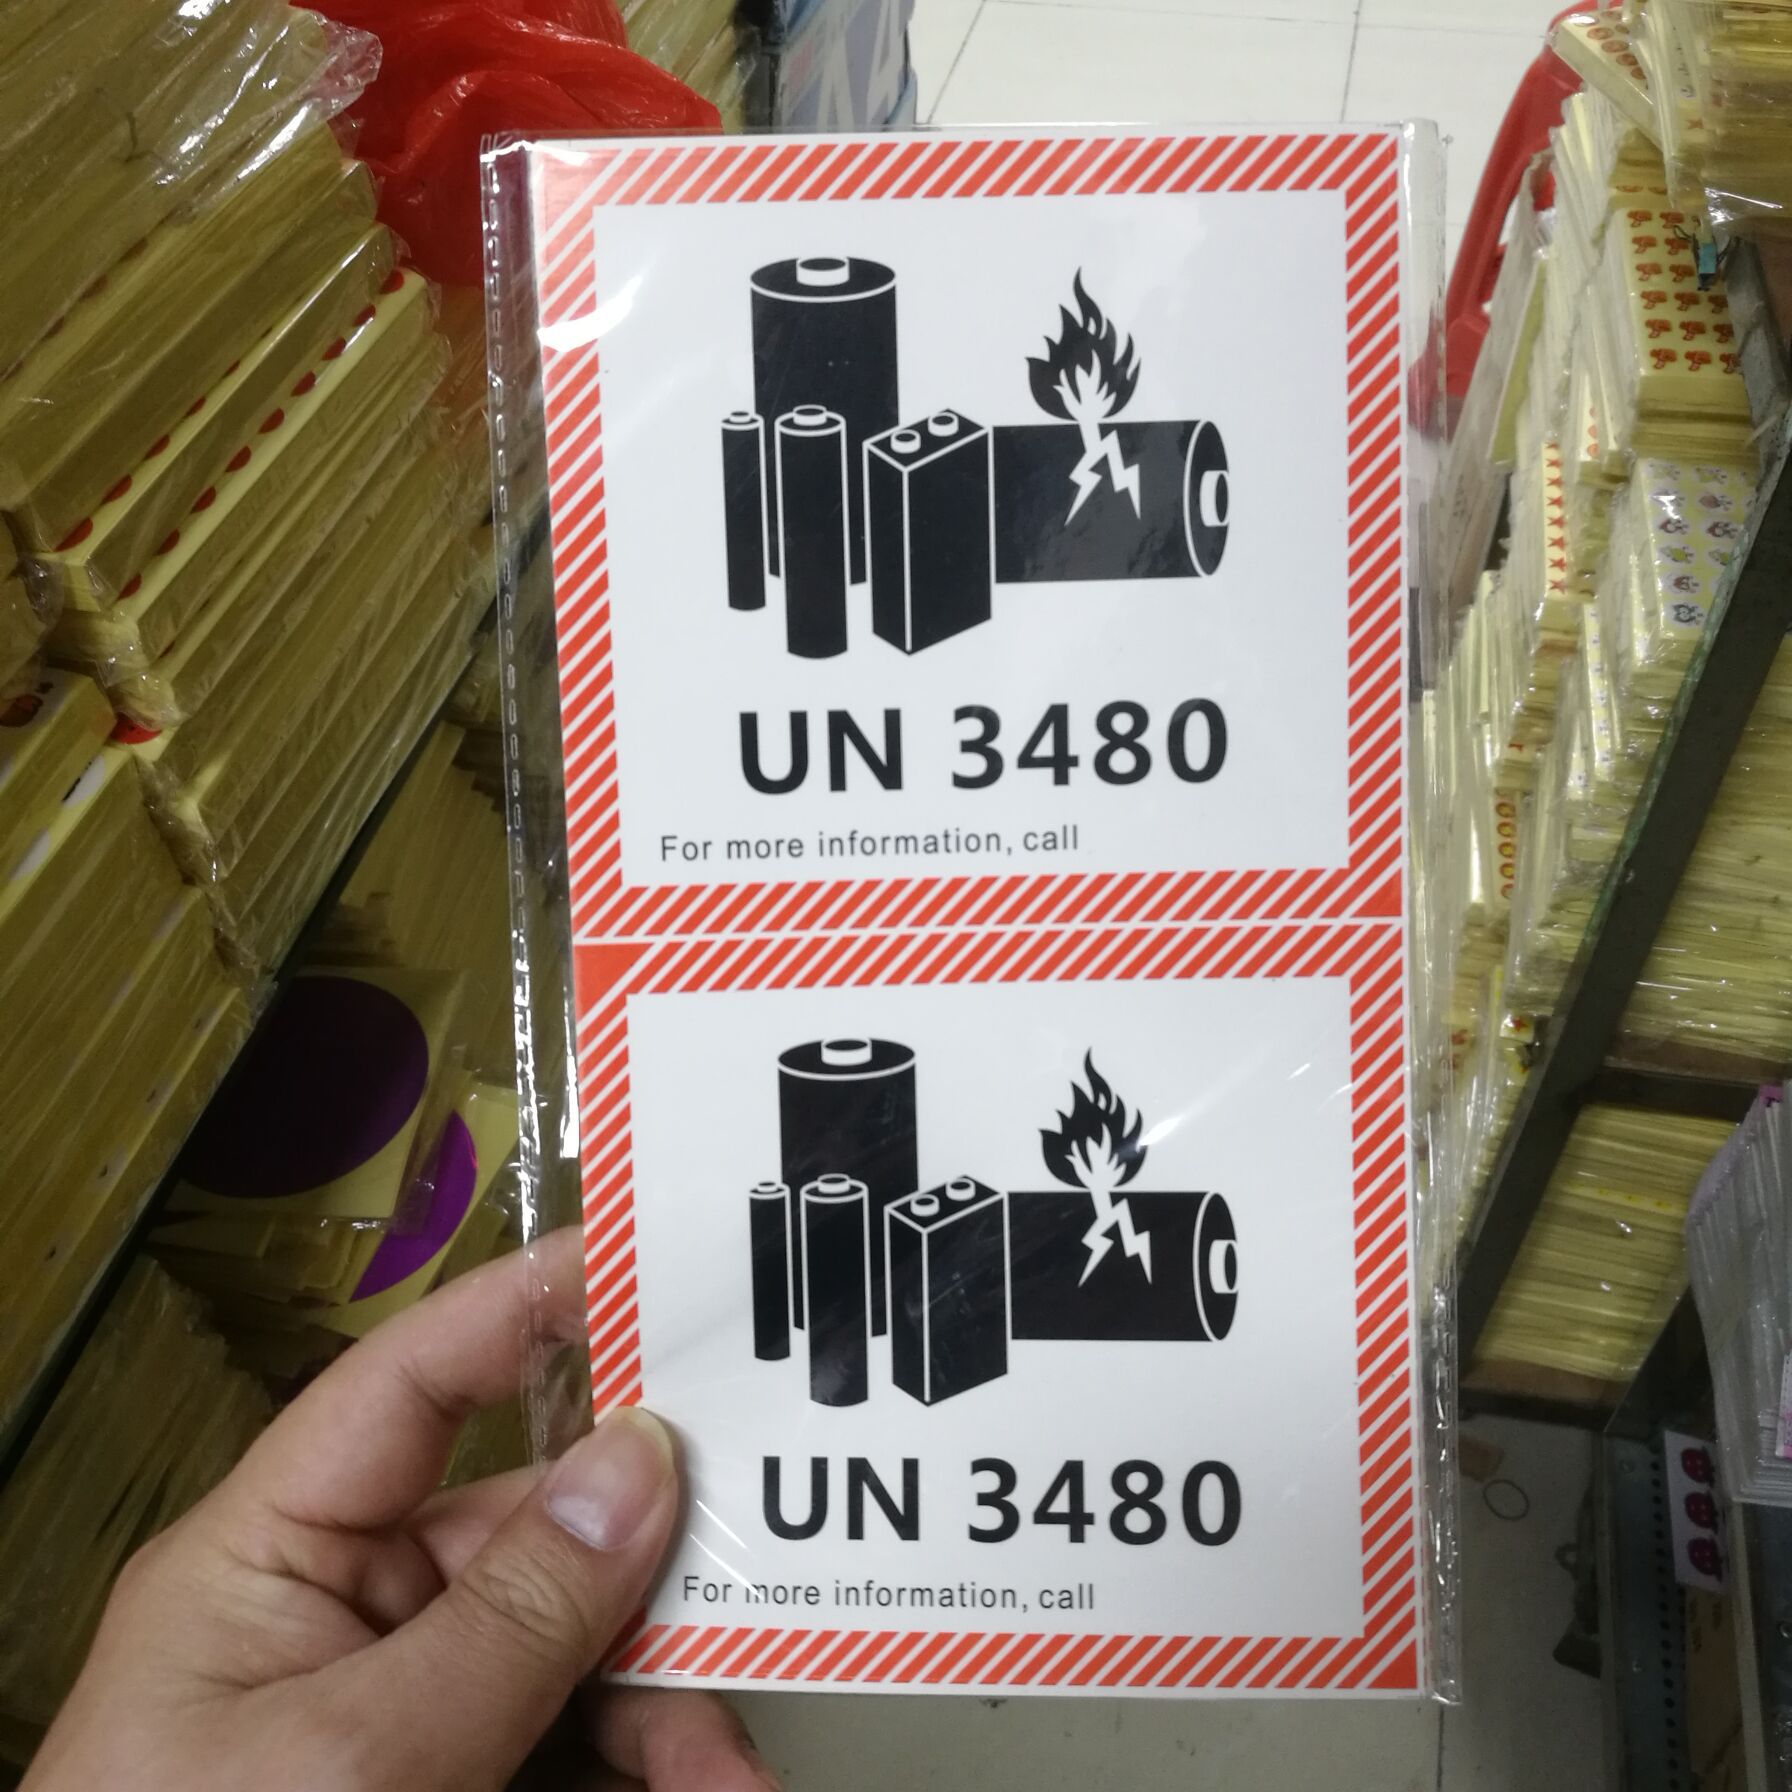 UN 3480
For more information, call
UN 3480
For more information, call